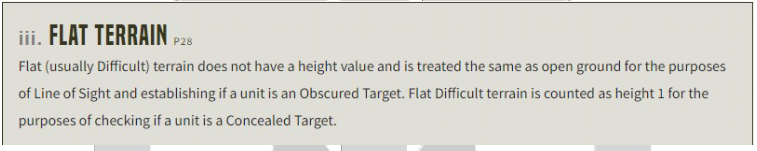 iii. FLAT TERRAIN P28
Flat (usually Difficult) terrain does not have a height value and is treated the same as open ground for the purposes
of Line of Sight and establishing if a unit is an Obscured Target. Flat Difficult terrain is counted as height 1 for the
purposes of checking if a unit is a Concealed Target.